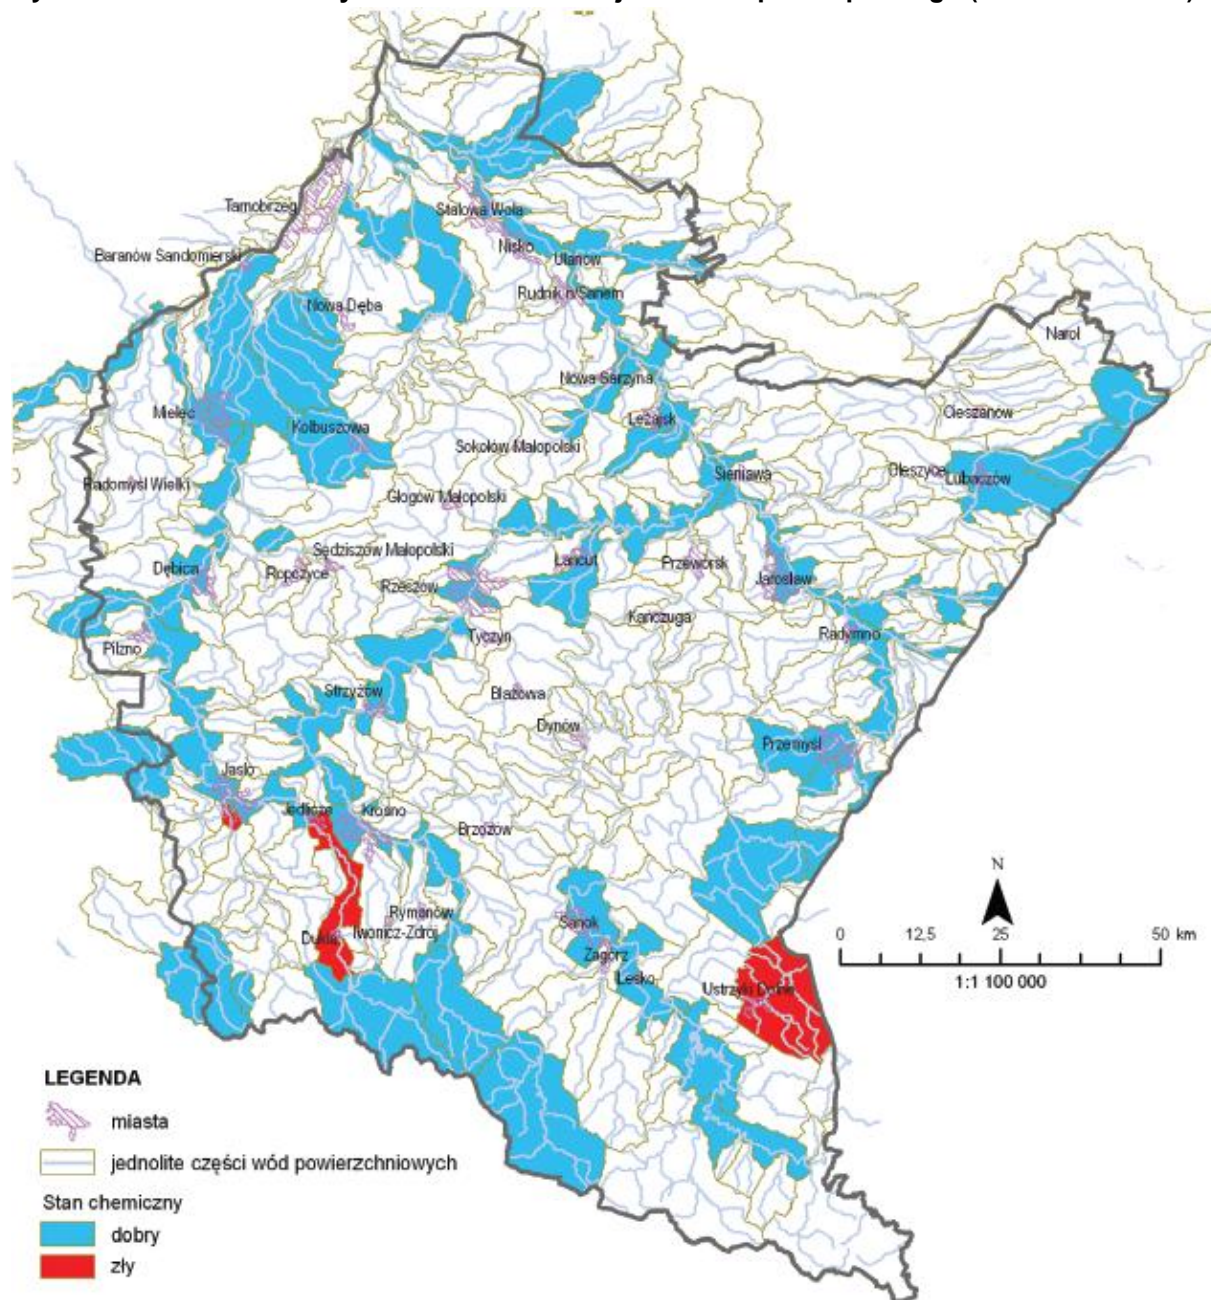 Tarnobrzeg
Stalowa Wola
Baranów Sandomierski
Nisko
Ulanów
Nowa Dęba
Rudnik n/Sanem
Narol
Nowa Sarzyna
Mielec
Leżajsk
Cieszanów
Kolbuszowa
Sokołów Małopolski
Sieniawa
Oleszyce
Lubaczów
Radomyśl Wielki
Głogów Małopolski
Sędziszów Małopolski
Dębica
Ropczyce
Łańcut
Przeworsk
Rzeszów
Jarosław
Kańczuga
Pilzno
Tyczyn
Radymno
Strzyżów
Błażowa
Dynów
Przemyśl
Jasło
Jedlicze
Krosno
Brzozów
N
Rymanów
Sanok
Dukla
Iwonicz-Zdrój
0 12,5 25 50 km
Zagórz
Lesko
Ustrzyki Dolne
1:1 100 000
LEGENDA
miasta
jednolite części wód powierzchniowych
Stan chemiczny
dobry
zły